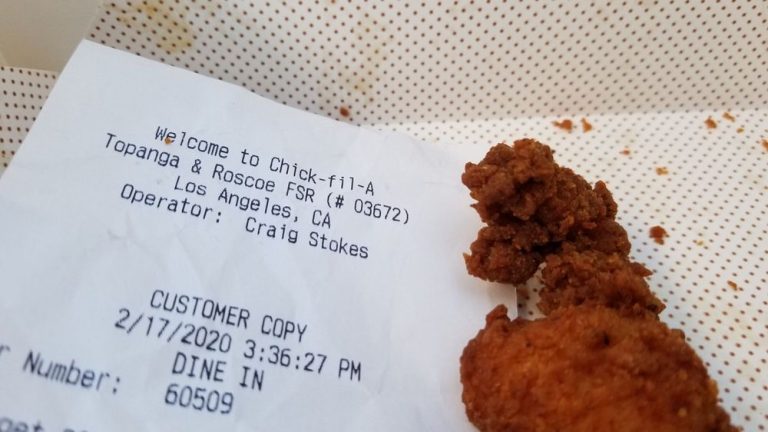 Welcome to Chick-fil-A
Topanga & Roscoe FSR (# 03672)
Los Angeles, CA
Operator: Craig Stokes
CUSTOMER COPY
2/17/2020 3:36:27 PM
DINE IN
Number: 60509